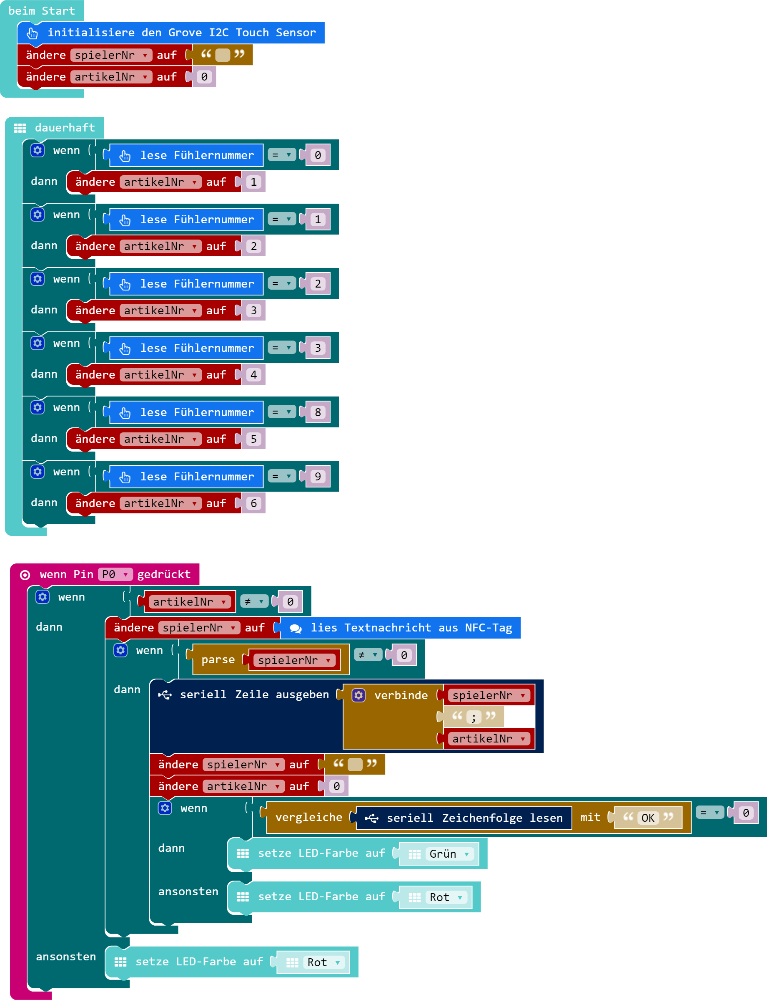 beim Start
initialisiere den Grove I2C Touch Sensor
ändere spielerNr ▾ auf “ ”
ändere artikelNr ▾ auf 0
dauerhaft
wenn lese Fühlernummer = ▾ 0
dann ändere artikelNr ▾ auf 1
wenn lese Fühlernummer = ▾ 1
dann ändere artikelNr ▾ auf 2
wenn lese Fühlernummer = ▾ 2
dann ändere artikelNr ▾ auf 3
wenn lese Fühlernummer = ▾ 3
dann ändere artikelNr ▾ auf 4
wenn lese Fühlernummer = ▾ 8
dann ändere artikelNr ▾ auf 5
wenn lese Fühlernummer = ▾ 9
dann ändere artikelNr ▾ auf 6
wenn Pin P0 ▾ gedrückt
wenn artikelNr ▾ ≠ ▾ 0
dann ändere spielerNr ▾ auf lies Textnachricht aus NFC-Tag
wenn parse spielerNr ▾ ≠ ▾ 0
dann seriell Zeile ausgeben verbinde spielerNr ▾
“ ; ”
artikelNr ▾
ändere spielerNr ▾ auf “ ”
ändere artikelNr ▾ auf 0
wenn vergleiche seriell Zeichenfolge lesen mit “ OK ” = ▾ 0
dann setze LED-Farbe auf Grün ▾
ansonsten setze LED-Farbe auf Rot ▾
ansonsten setze LED-Farbe auf Rot ▾